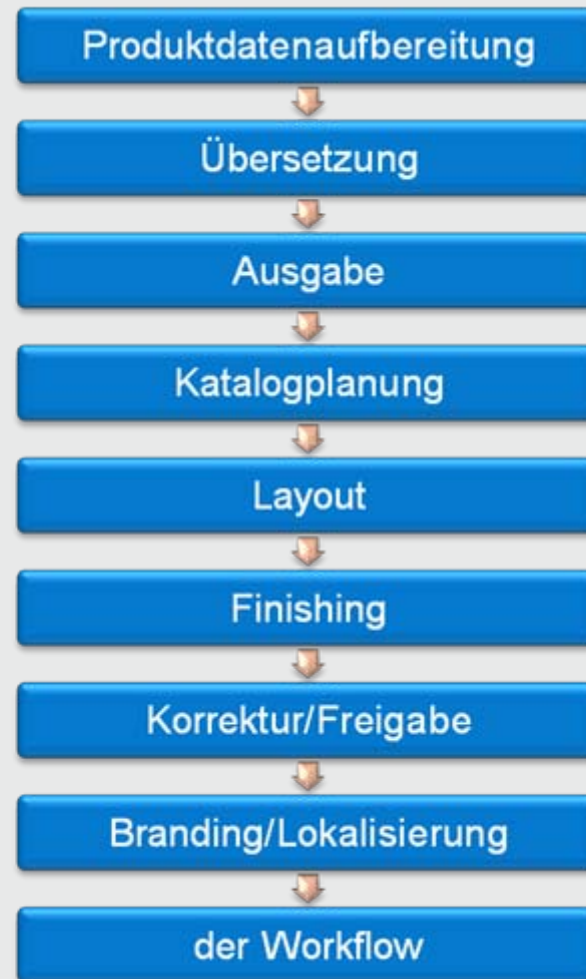 Produktdatenaufbereitung
Übersetzung
Ausgabe
Katalogplanung
Layout
Finishing
Korrektur/Freigabe
Branding/Lokalisierung
der Workflow